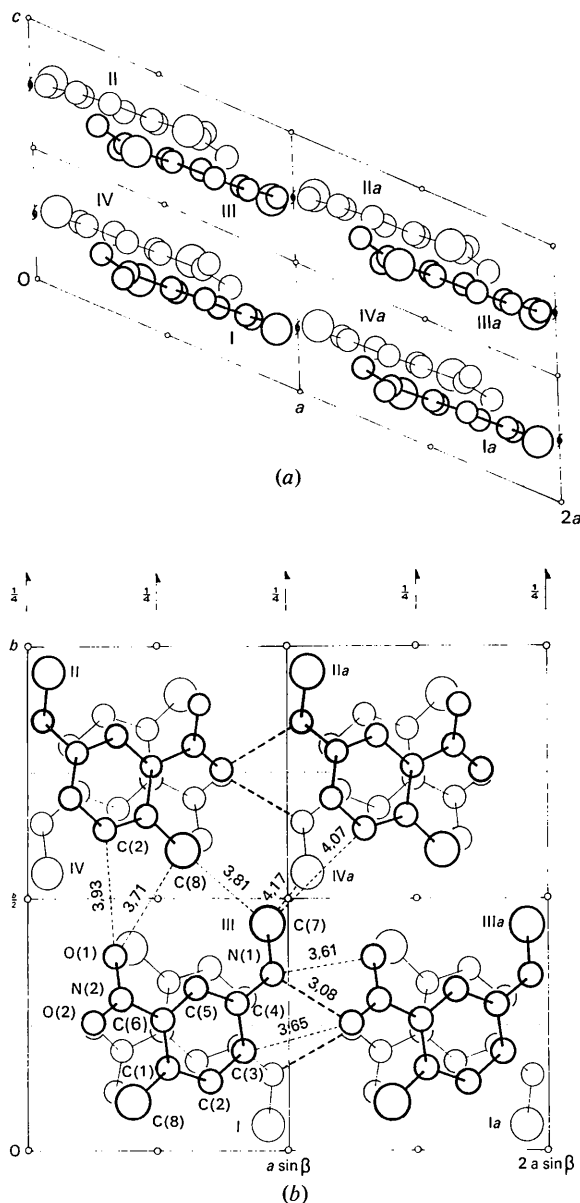 c
II
IIa
IV
III
IIIa
O
I
IVa
a
Ia
2a
(a)
1/4 1/4 1/4 1/4 1/4
b
II
IIa
IV
C(2)
C(8)
IVa
4,07
3,93
3,71
3,81
4,17
1/2
III
C(7)
IIIa
O(1)
N(1)
3,61
N(2)
3,08
O(2)
C(6)
C(5)
C(4)
3,65
C(1)
C(3)
C(8)
C(2)
I
Ia
O
a sin β
2 a sin β
(b)